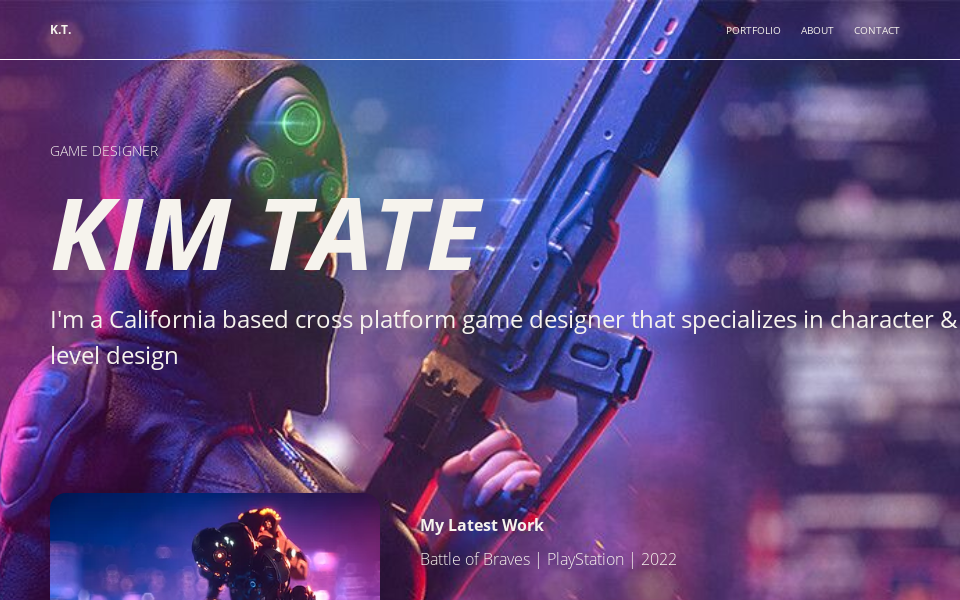 K.T.
PORTFOLIO ABOUT CONTACT
GAME DESIGNER
KIM TATE
I'm a California based cross platform game designer that specializes in character &
level design
My Latest Work
Battle of Braves | PlayStation | 2022